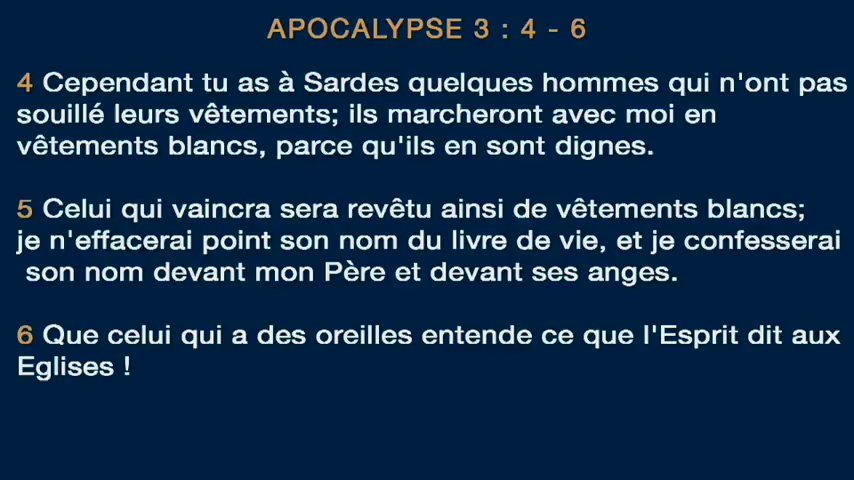 APOCALYPSE 3 : 4 - 6
4 Cependant tu as à Sardes quelques hommes qui n'ont pas
souillé leurs vêtements; ils marcheront avec moi en
vêtements blancs, parce qu'ils en sont dignes.
5 Celui qui vaincra sera revêtu ainsi de vêtements blancs;
je n'effacerai point son nom du livre de vie, et je confesserai
son nom devant mon Père et devant ses anges.
6 Que celui qui a des oreilles entende ce que l'Esprit dit aux
Eglises !